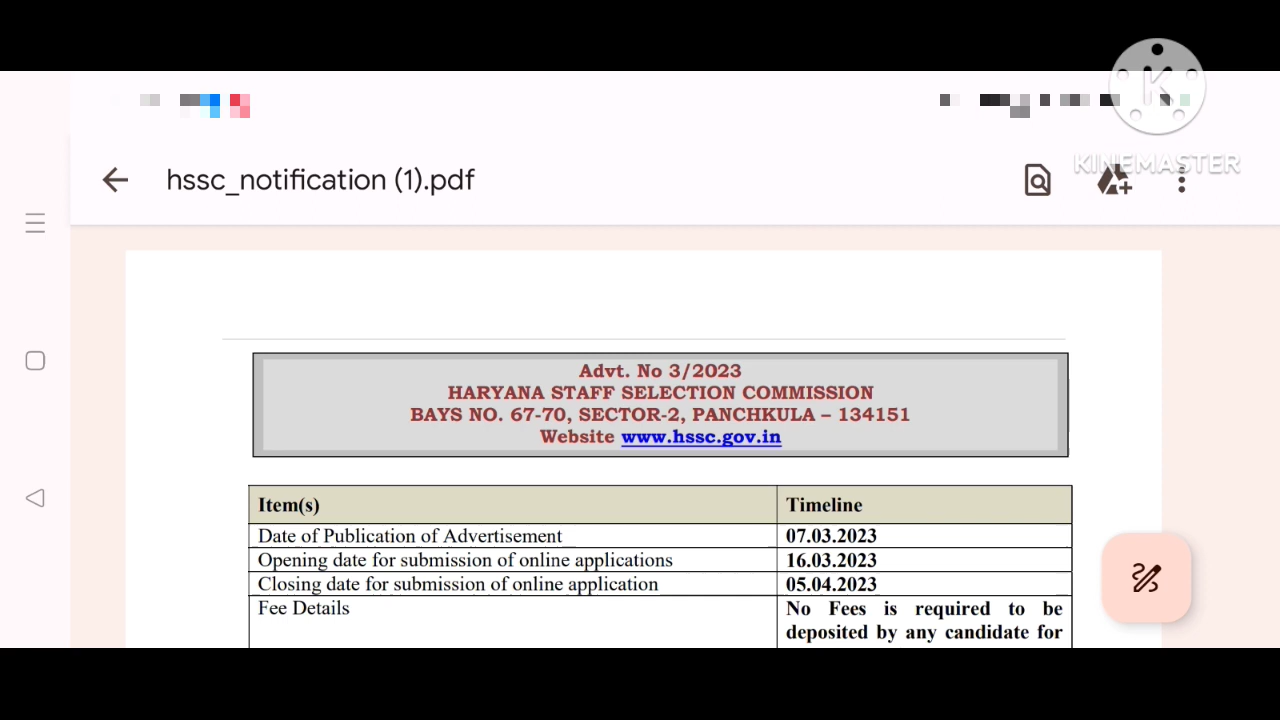 KINEMASTER
hssc_notification (1).pdf
Advt. No 3/2023
HARYANA STAFF SELECTION COMMISSION
BAYS NO. 67-70, SECTOR-2, PANCHKULA – 134151
Website www.hssc.gov.in
Item(s) Timeline
Date of Publication of Advertisement 07.03.2023
Opening date for submission of online applications 16.03.2023
Closing date for submission of online application 05.04.2023
Fee Details No Fees is required to be
deposited by any candidate for